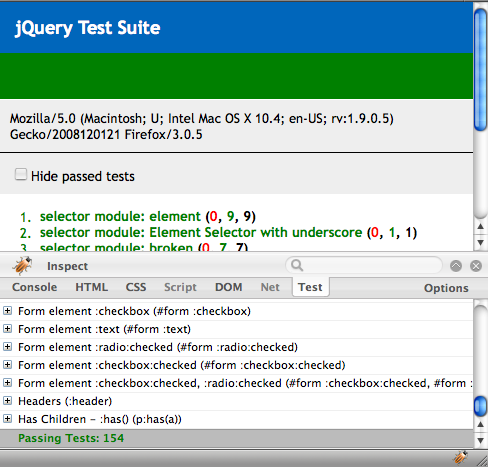 jQuery Test Suite
Mozilla/5.0 (Macintosh; U; Intel Mac OS X 10.4; en-US; rv:1.9.0.5)
Gecko/2008120121 Firefox/3.0.5
Hide passed tests
1. selector module: element (0, 9, 9)
2. selector module: Element Selector with underscore (0, 1, 1)
3. selector module: broken (0, 7, 7)
Inspect
Console HTML CSS Script DOM Net Test Options
Form element :checkbox (#form :checkbox)
Form element :text (#form :text)
Form element :radio:checked (#form :radio:checked)
Form element :checkbox:checked (#form :checkbox:checked)
Form element :checkbox:checked, :radio:checked (#form :checkbox:checked, #form :
Headers (:header)
Has Children - :has() (p:has(a))
Passing Tests: 154